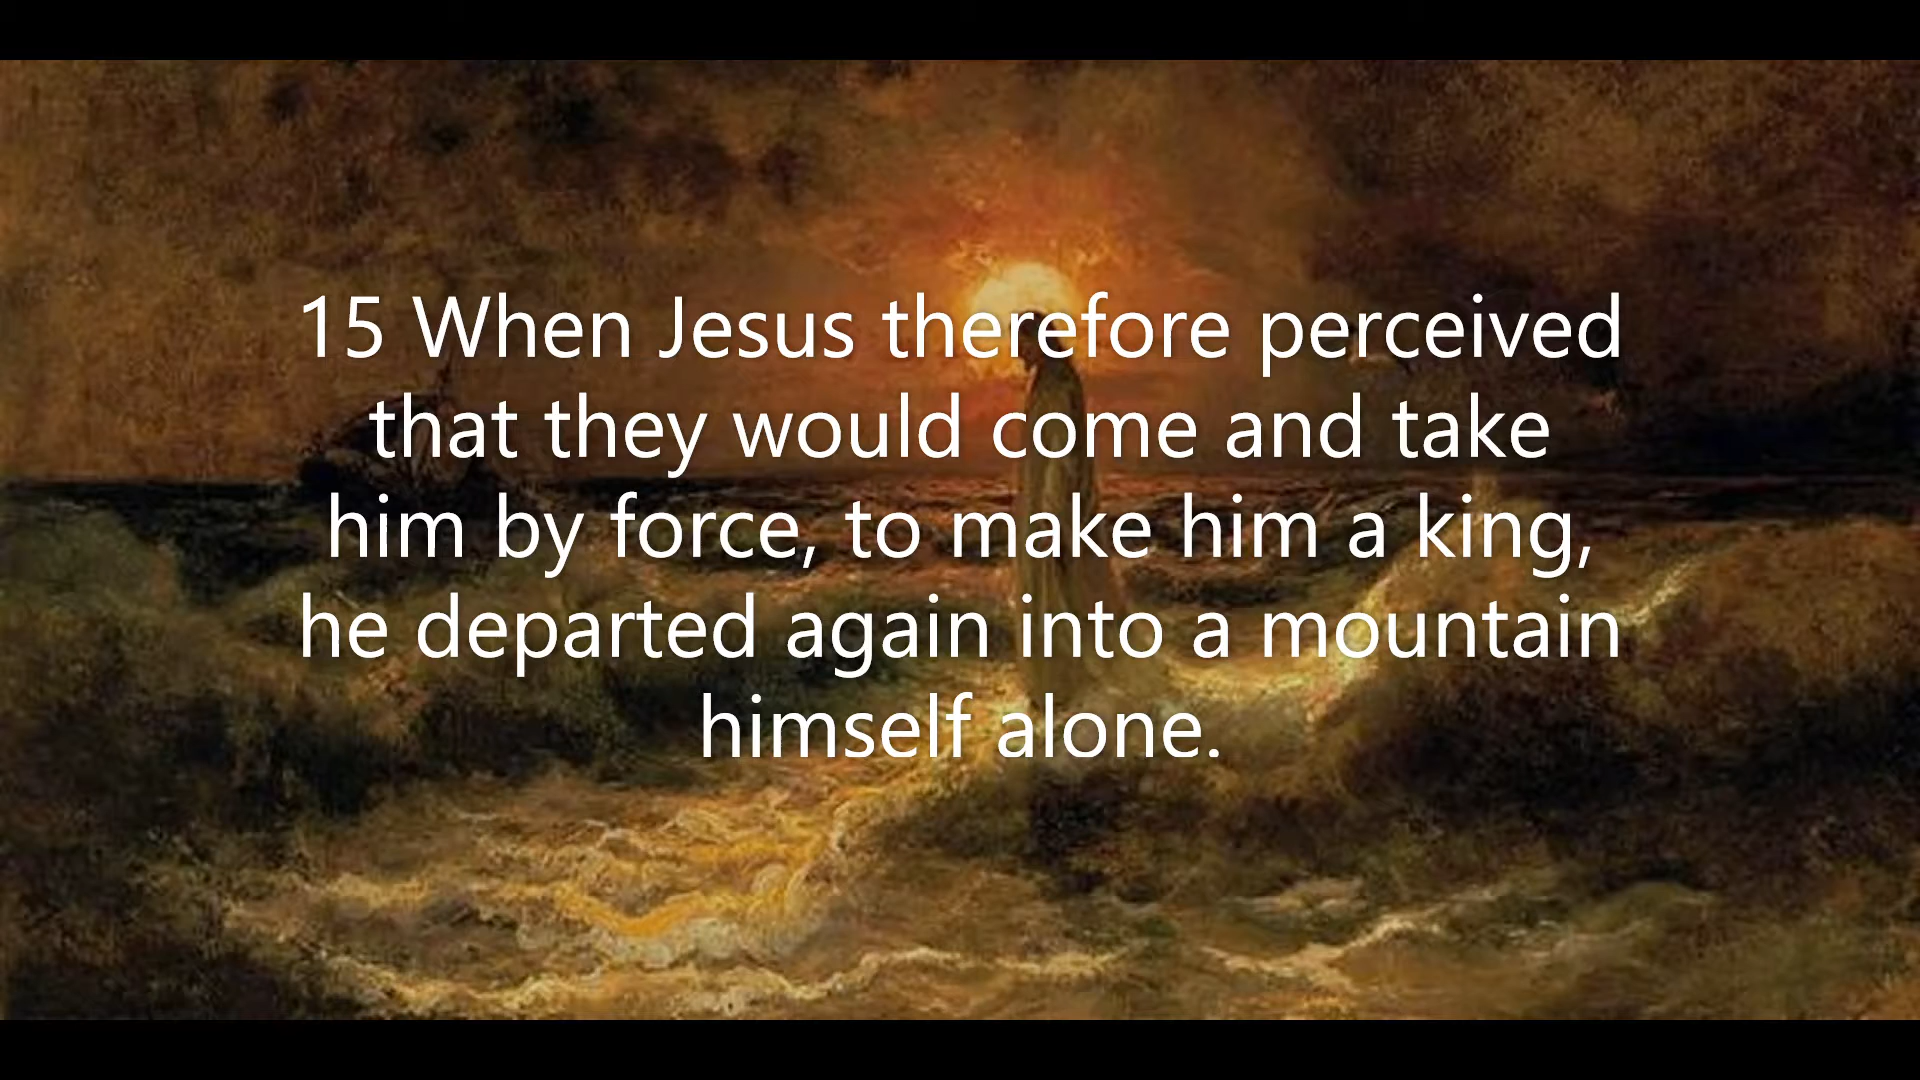 15 When Jesus therefore perceived
that they would come and take
him by force, to make him a king,
he departed again into a mountain
himself alone.